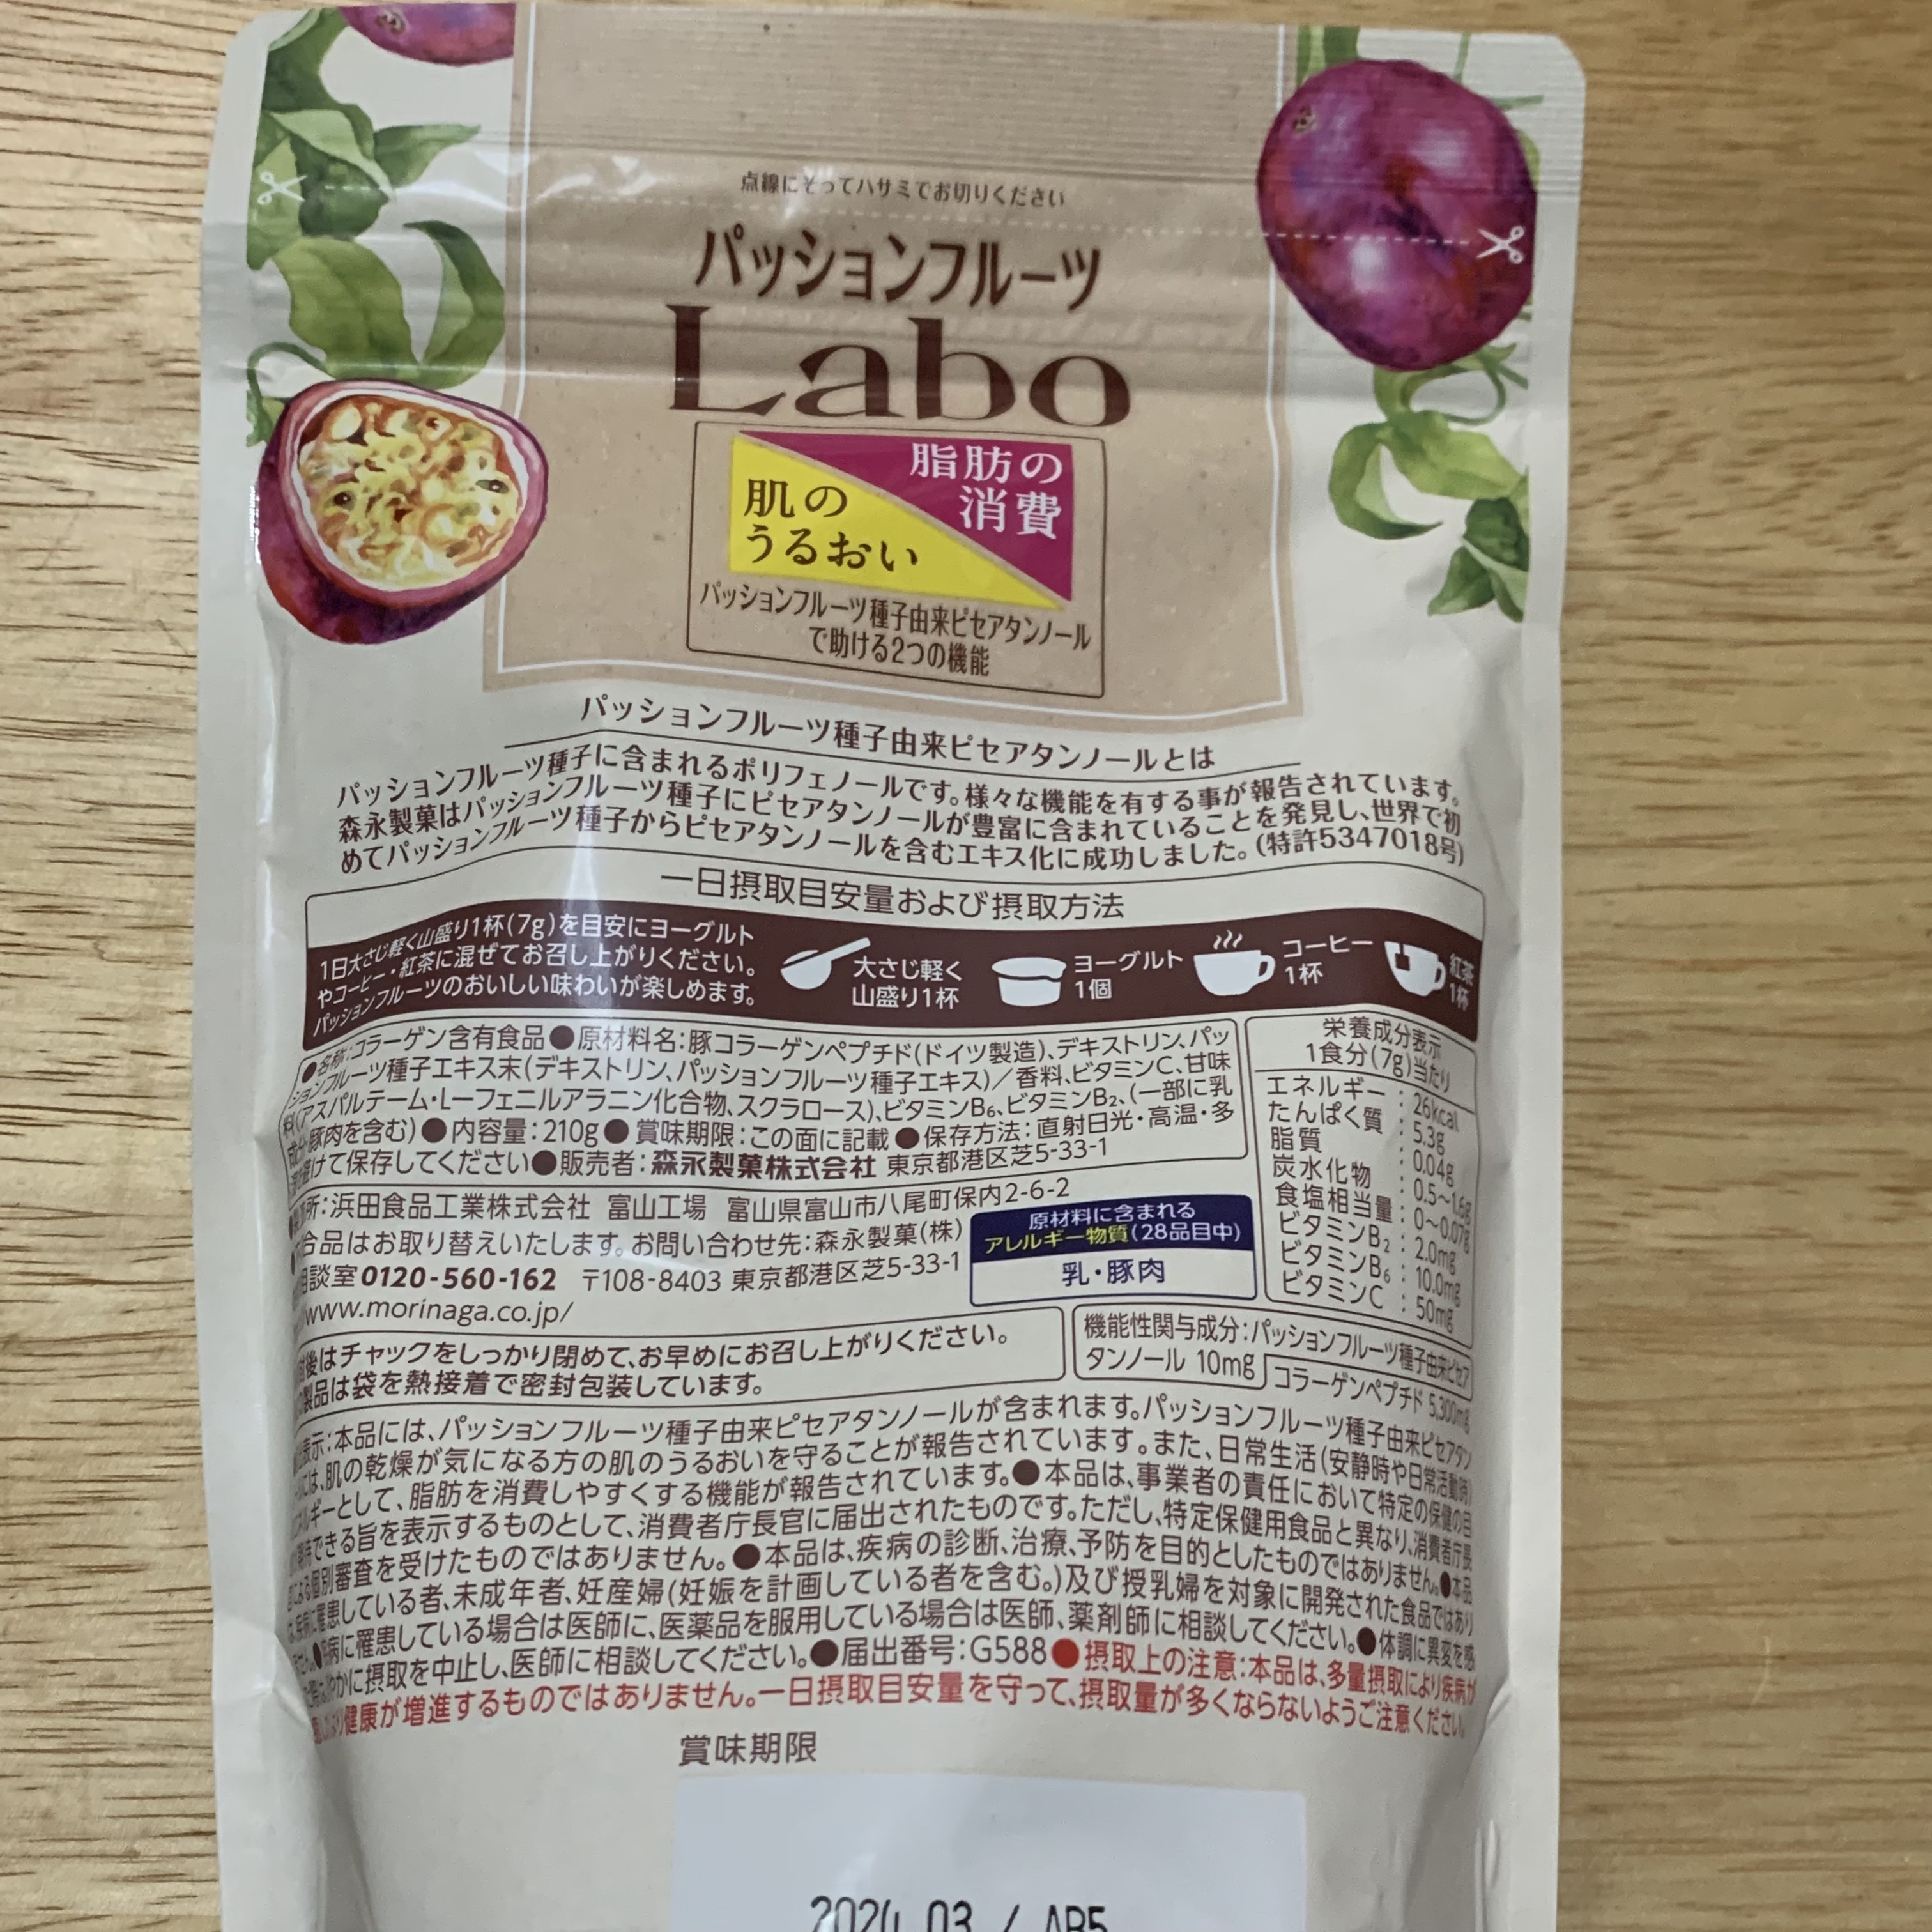 点線にそってハサミでお切りください
パッションフルーツ
Labo
脂肪の
消費
肌の
うるおい
パッションフルーツ種子由来ピセアタンノール
で助ける2つの機能
パッションフルーツ種子由来ピセアタンノールとは
パッションフルーツ種子に含まれるポリフェノールです。様々な機能を有する事が報告されています。
森永製菓はパッションフルーツ種子にピセアタンノールが豊富に含まれていることを発見し、世界で初
めてパッションフルーツ種子からピセアタンノールを含むエキス化に成功しました。(特許5347018号)
一日摂取目安量および摂取方法
1日大さじ軽く山盛り1杯(7g)を目安にヨーグルト
やコーヒー・紅茶に混ぜてお召し上がりください。
パッションフルーツのおいしい味わいが楽しめます。
大さじ軽く
山盛り1杯
ヨーグルト
1個
コーヒー
1杯
紅茶
1杯
●名称:コラーゲン含有食品●原材料名:豚コラーゲンペプチド(ドイツ製造)、デキストリン、パッ
ションフルーツ種子エキス末(デキストリン、パッションフルーツ種子エキス)/香料、ビタミンC、甘味
料(アスパルテーム・L-フェニルアラニン化合物、スクラロース)、ビタミンB₆、ビタミンB₂、(一部に乳
成分・豚肉を含む)●内容量:210g●賞味期限:この面に記載●保存方法:直射日光・高温・多
避けて保存してください●販売者:森永製菓株式会社 東京都港区芝5-33-1
所:浜田食品工業株式会社 富山工場 富山県富山市八尾町保内2-6-2
合品はお取り替えいたします。お問い合わせ先:森永製菓(株)
相談室0120-560-162 〒108-8403 東京都港区芝5-33-1
www.morinaga.co.jp/
原材料に含まれる
アレルギー物質(28品目中)
乳・豚肉
栄養成分表示
1食分(7g)当たり
エネルギー:26kcal
たんぱく質:5.3g
脂質:0.04g
炭水化物:0.5~1.6g
食塩相当量:0~0.07g
ビタミンB₂:2.0mg
ビタミンB₆:10.0mg
ビタミンC:50mg
後はチャックをしっかり閉めて、お早めにお召し上がりください。
製品は袋を熱接着で密封包装しています。
機能性関与成分:パッションフルーツ種子由来ピセア
タンノール 10mg
コラーゲンペプチド 5,300mg
表示:本品には、パッションフルーツ種子由来ピセアタンノールが含まれます。パッションフルーツ種子由来ピセアタン
には、肌の乾燥が気になる方の肌のうるおいを守ることが報告されています。また、日常生活(安静時や日常活動時)
ルギーとして、脂肪を消費しやすくする機能が報告されています。●本品は、事業者の責任において特定の保健の目
期待できる旨を表示するものとして、消費者庁長官に届出されたものです。ただし、特定保健用食品と異なり、消費者庁長
による個別審査を受けたものではありません。●本品は、疾病の診断、治療、予防を目的としたものではありません。●本品
疾病に罹患している者、未成年者、妊産婦(妊娠を計画している者を含む。)及び授乳婦を対象に開発された食品ではあり
●疾病に罹患している場合は医師に、医薬品を服用している場合は医師、薬剤師に相談してください。●体調に異変を感
やかに摂取を中止し、医師に相談してください。●届出番号:G588●摂取上の注意:本品は、多量摂取により疾病が
健康が増進するものではありません。一日摂取目安量を守って、摂取量が多くならないようご注意ください。
賞味期限
2024.03 / AB5